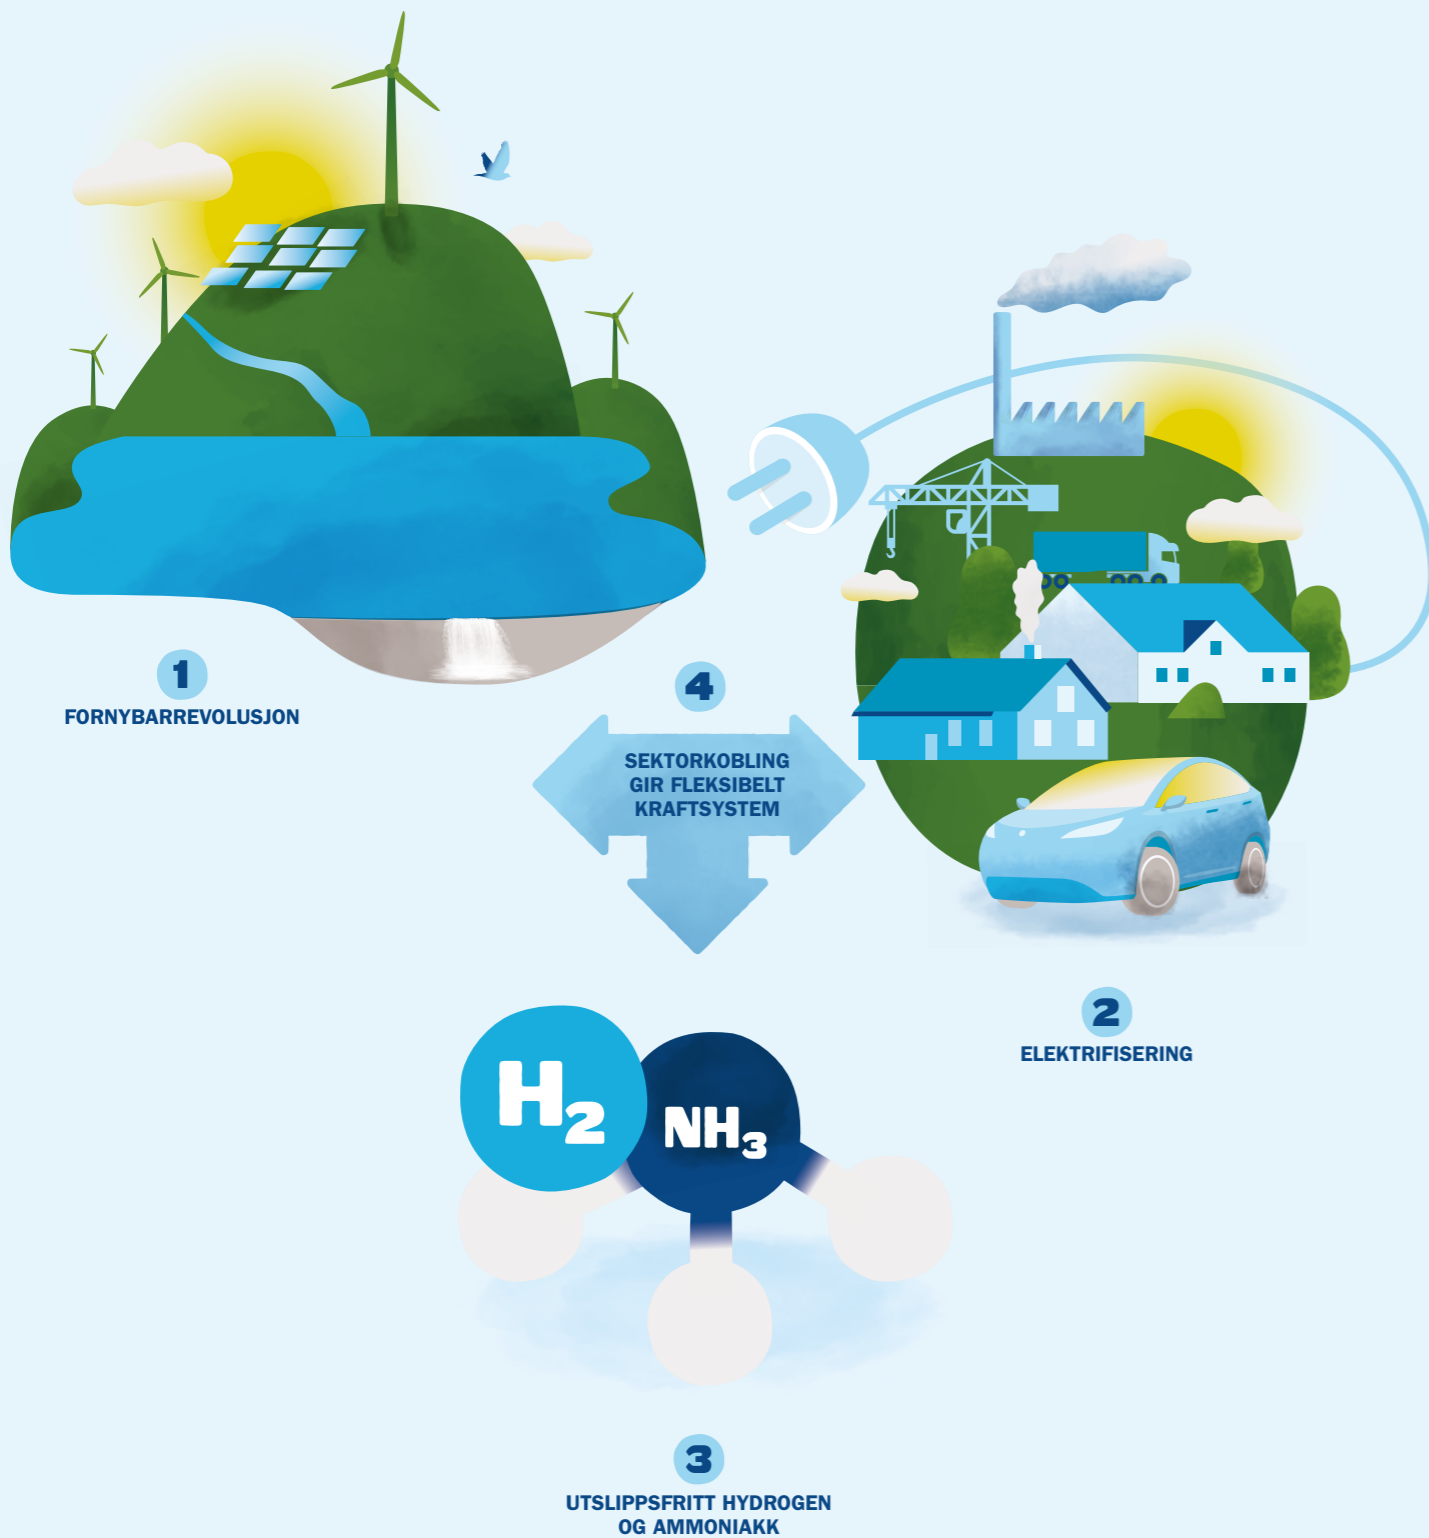 1
FORNYBARREVOLUSJON
4
SEKTORKOBLING
GIR FLEKSIBELT
KRAFTSYSTEM
2
ELEKTRIFISERING
H₂
NH₃
3
UTSLIPPSFRITT HYDROGEN
OG AMMONIAKK